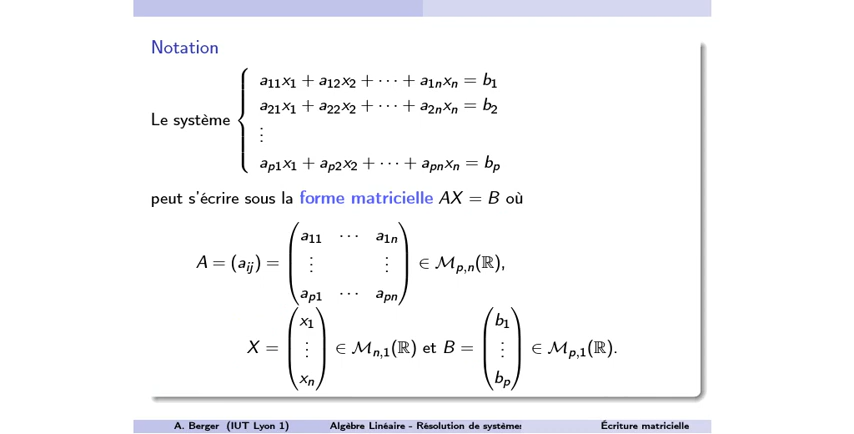 Notation
a₁₁x₁ + a₁₂x₂ + ⋯ + a₁ₙxₙ = b₁
a₂₁x₁ + a₂₂x₂ + ⋯ + a₂ₙxₙ = b₂
Le système {
⋮
aₚ₁x₁ + aₚ₂x₂ + ⋯ + aₚₙxₙ = bₚ
peut s'écrire sous la forme matricielle AX = B où
a₁₁ ⋯ a₁ₙ
A = (aᵢⱼ) = ( ⋮ ⋮ ) ∈ ℳₚ,ₙ(ℝ),
aₚ₁ ⋯ aₚₙ
x₁ b₁
X = ( ⋮ ) ∈ ℳₙ,₁(ℝ) et B = ( ⋮ ) ∈ ℳₚ,₁(ℝ).
xₙ bₚ
A. Berger (IUT Lyon 1) Algèbre Linéaire - Résolution de systèmes Écriture matricielle